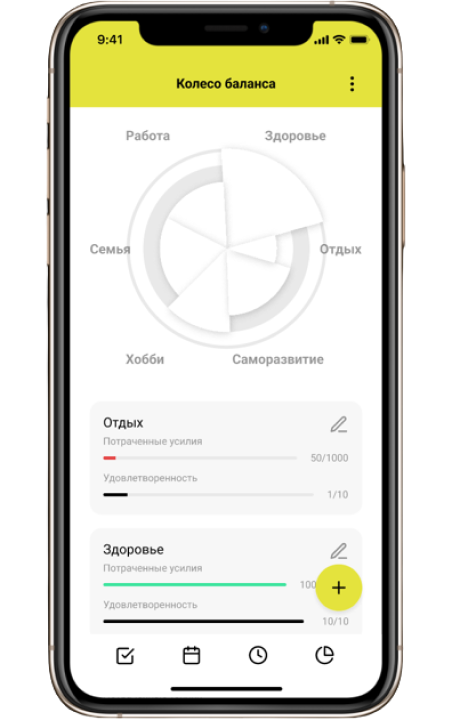 9:41
Колесо баланса
Работа
Здоровье
Семья
Отдых
Хобби
Саморазвитие
Отдых
Потраченные усилия
50/1000
Удовлетворенность
1/10
Здоровье
Потраченные усилия
Удовлетворенность
10/10